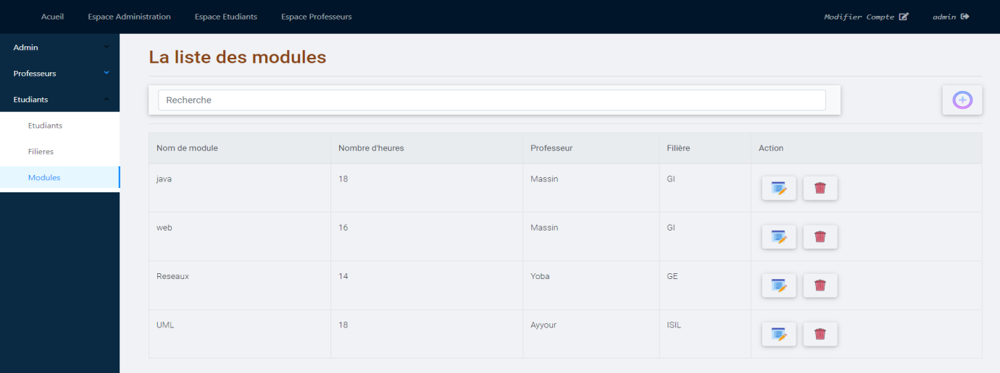 Acueil Espace Administration Espace Etudiants Espace Professeurs Modifier Compte admin
Admin
Professeurs
Etudiants
Etudiants
Filieres
Modules
La liste des modules
Recherche
Nom de module Nombre d'heures Professeur Filière Action
java 18 Massin GI
web 16 Massin GI
Reseaux 14 Yoba GE
UML 18 Ayyour ISIL